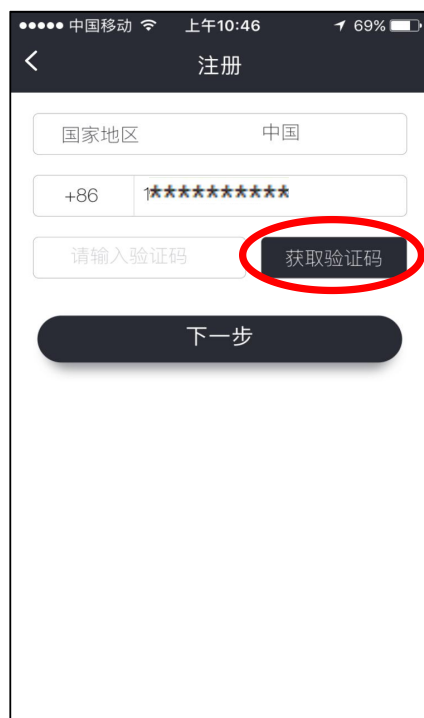 中国移动 上午10:46 69%
注册
国家地区 中国
+86 1**********
请输入验证码 获取验证码
下一步